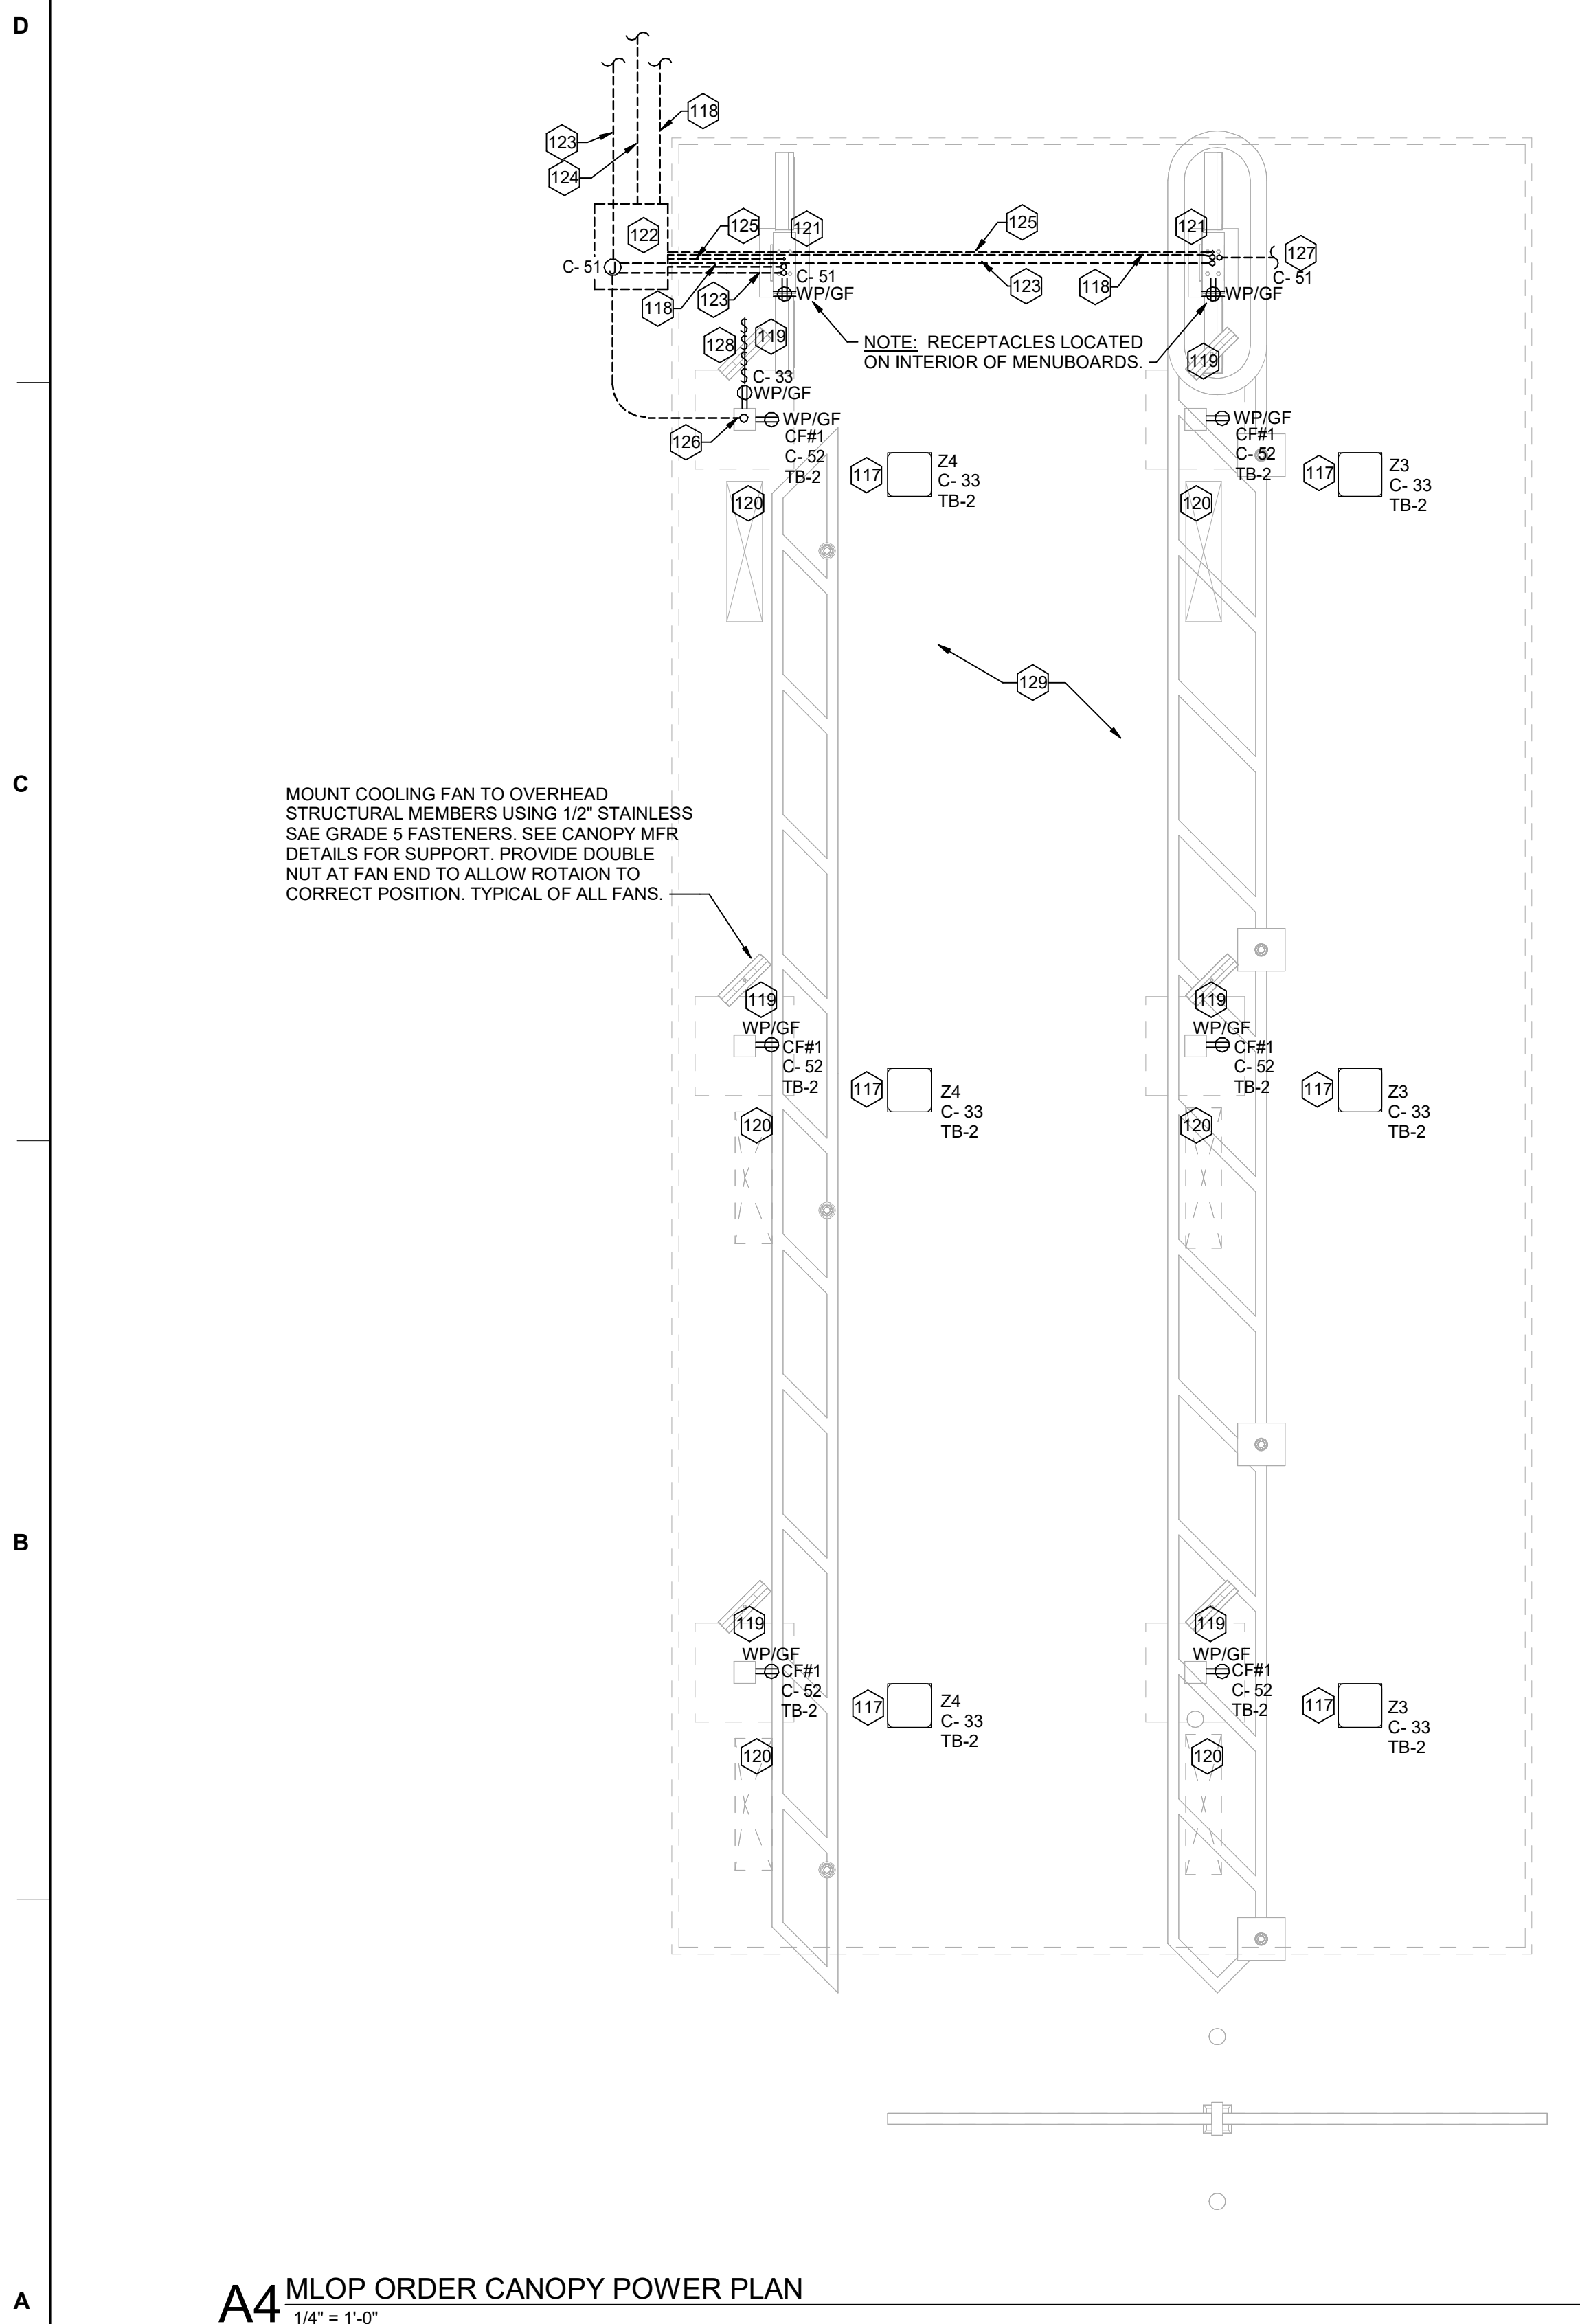 D
118
123
124
122
125
121
125
121
127
C- 51
C- 51
C- 51
WP/GF
WP/GF
118
123
123
118
NOTE: RECEPTACLES LOCATED
ON INTERIOR OF MENUBOARDS.
128
119
119
C- 33
WP/GF
126
WP/GF
CF#1
C- 52
TB-2
WP/GF
CF#1
C- 52
TB-2
117
Z4
C- 33
TB-2
117
Z3
C- 33
TB-2
120
120
129
C
MOUNT COOLING FAN TO OVERHEAD
STRUCTURAL MEMBERS USING 1/2" STAINLESS
SAE GRADE 5 FASTENERS. SEE CANOPY MFR
DETAILS FOR SUPPORT. PROVIDE DOUBLE
NUT AT FAN END TO ALLOW ROTAION TO
CORRECT POSITION. TYPICAL OF ALL FANS.
119
WP/GF
CF#1
C- 52
TB-2
119
WP/GF
CF#1
C- 52
TB-2
117
Z4
C- 33
TB-2
117
Z3
C- 33
TB-2
120
120
B
119
WP/GF
CF#1
C- 52
TB-2
119
WP/GF
CF#1
C- 52
TB-2
117
Z4
C- 33
TB-2
117
Z3
C- 33
TB-2
120
120
A
A4
MLOP ORDER CANOPY POWER PLAN
1/4" = 1'-0"